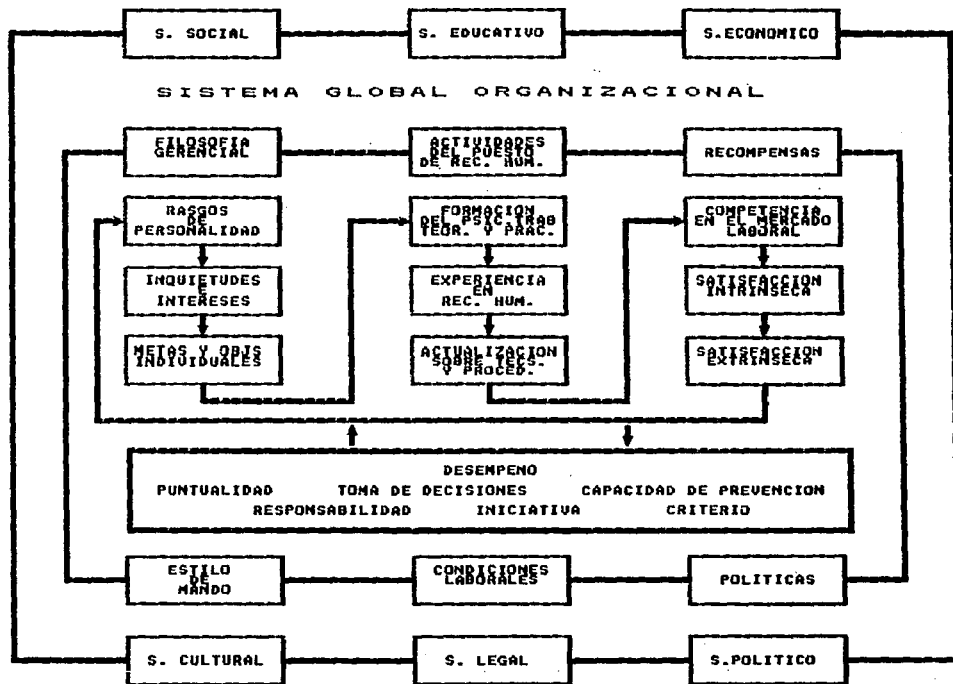 S. SOCIAL
S. EDUCATIVO
S.ECONOMICO
SISTEMA GLOBAL ORGANIZACIONAL
FILOSOFIA
GERENCIAL
ACTIVIDADES
DEL PUESTO
DE REC. HUM.
RECOMPENSAS
RASGOS
DE
PERSONALIDAD
FORMACION
DEL PSIC.TRAB
TEOR. Y PRAC.
COMPETENCIA
EN EL MERCADO
LABORAL
INQUIETUDES
E
INTERESES
EXPERIENCIA
EN
REC. HUM.
SATISFACCION
INTRINSECA
METAS Y OBJS
INDIVIDUALES
ACTUALIZACION
SOBRE TECS.
Y PROCED.
SATISFACCION
EXTRINSECA
DESEMPENO
PUNTUALIDAD TOMA DE DECISIONES CAPACIDAD DE PREVENCION
RESPONSABILIDAD INICIATIVA CRITERIO
ESTILO
DE
MANDO
CONDICIONES
LABORALES
POLITICAS
S. CULTURAL
S. LEGAL
S.POLITICO